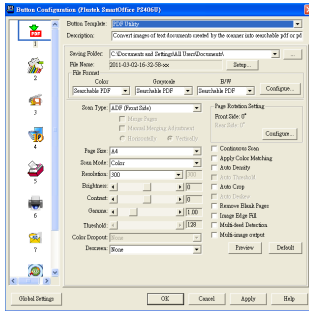 Button Configuration (Plustek SmartOffice PS406U)
Button Template: PDF Utility
Description: Convert images of text documents created by the scanner into searchable pdf or pd
Saving Folder: C:\Documents and Settings\All Users\Documents\ ...
File Name: 2011-03-02-16-32-58-xx Setup...
File Format
Color Grayscale B/W
Searchable PDF Searchable PDF Searchable PDF Configure...
Scan Type: ADF (Front Side)
Merge Pages
Manual Merging Adjustment
Horizontally Vertically
Page Size: A4
Scan Mode: Color
Resolution: 300 300
Brightness: 0
Contrast: 0
Gamma: 1.00
Threshold: 128
Color Dropout: None
Descreen: None
Page Rotation Setting
Front Side: 0°
Rear Side: 0°
Configure...
Continuous Scan
Apply Color Matching
Auto Density
Auto Threshold
Auto Crop
Auto Deskew
Remove Blank Pages
Image Edge Fill
Multi-feed Detection
Multi-image output
Preview Default
PDF
1
2
3
4
5
6
7
Global Settings OK Cancel Apply Help